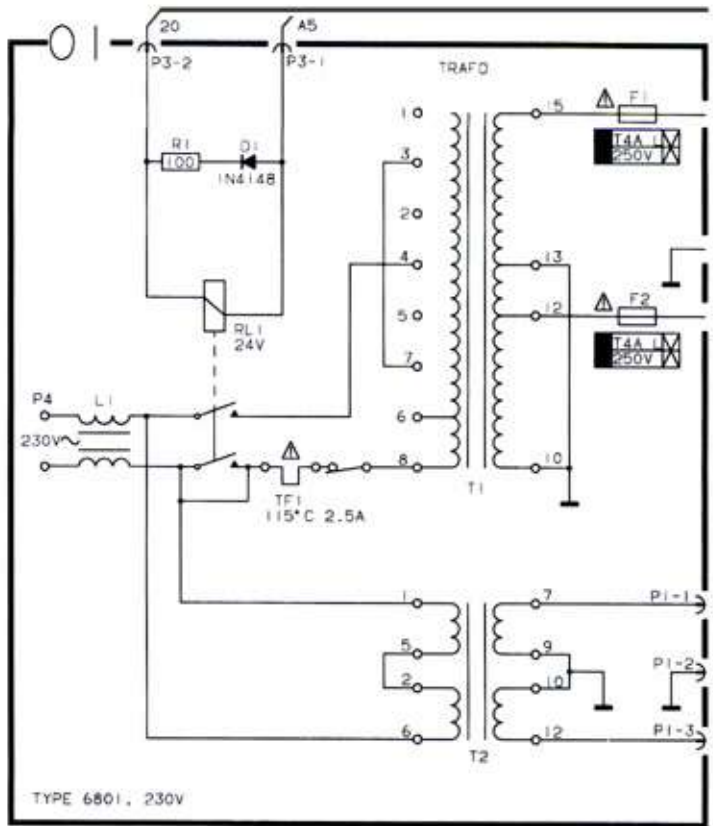 20
A5
P3-2
P3-1
TRAFO
R1
100
D1
1N4148
RL1
24V
P4
L1
230V~
TF1
115°C 2.5A
1
3
2
4
5
7
6
8
15
13
12
10
T1
F1
T4A L
250V
F2
T4A L
250V
1
5
2
6
7
9
10
12
T2
P1-1
P1-2
P1-3
TYPE 6801, 230V